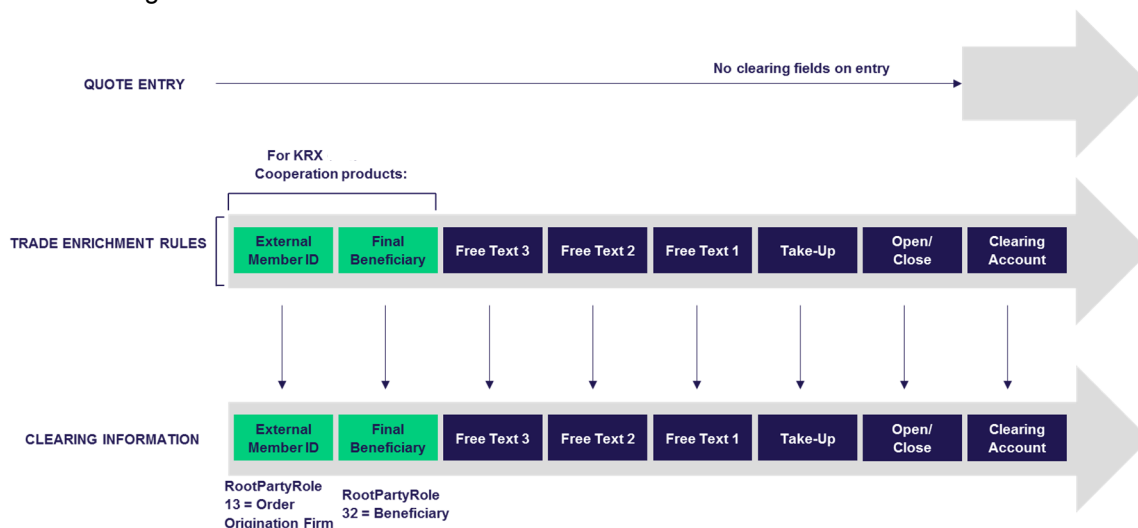 No clearing fields on entry
QUOTE ENTRY
For KRX
Cooperation products:
TRADE ENRICHMENT RULES
External
Member ID
Final
Beneficiary
Free Text 3
Free Text 2
Free Text 1
Take-Up
Open/
Close
Clearing
Account
CLEARING INFORMATION
External
Member ID
Final
Beneficiary
Free Text 3
Free Text 2
Free Text 1
Take-Up
Open/
Close
Clearing
Account
RootPartyRole
13 = Order
Origination Firm
RootPartyRole
32 = Beneficiary